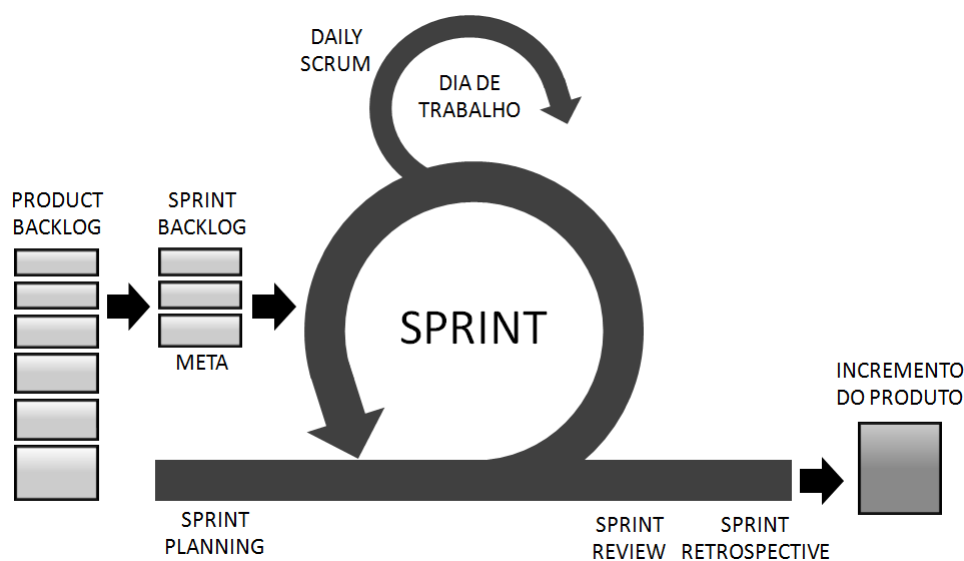 DAILY
SCRUM
DIA DE
TRABALHO
PRODUCT
BACKLOG
SPRINT
BACKLOG
META
SPRINT
INCREMENTO
DO PRODUTO
SPRINT
PLANNING
SPRINT
REVIEW
SPRINT
RETROSPECTIVE